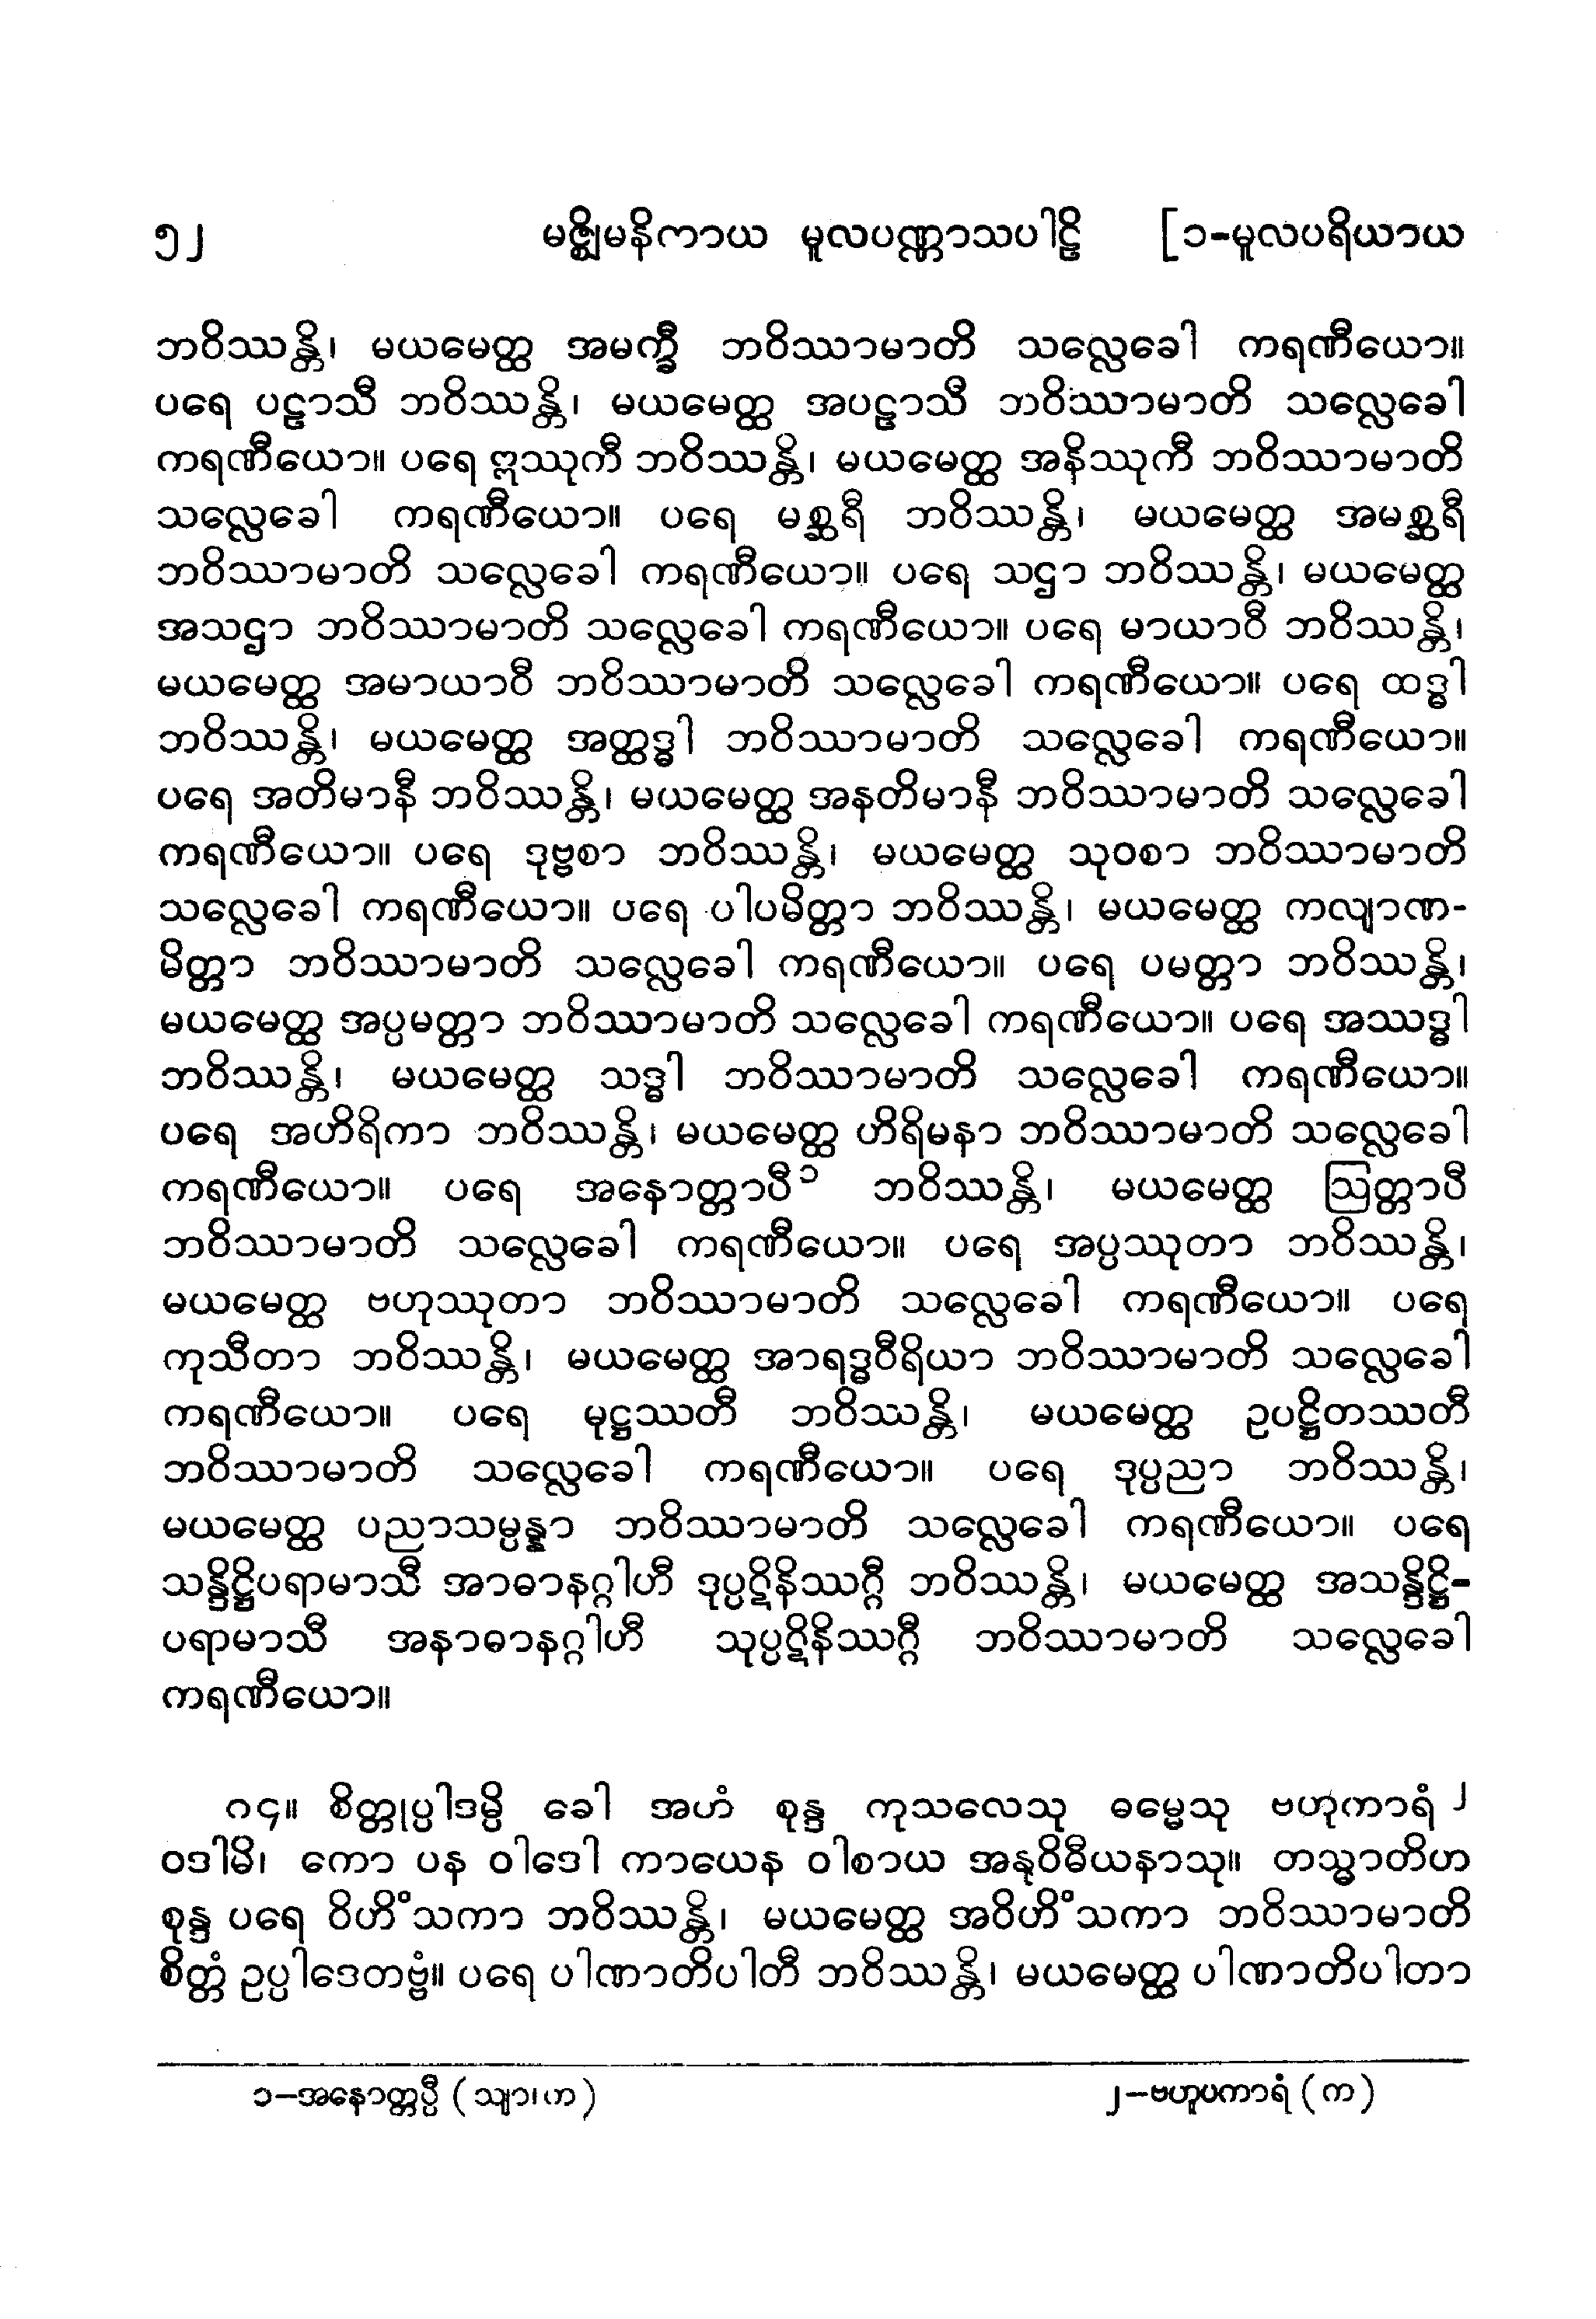 ၅၂ မဇ္ဈိမနိကာယ မူလပဏ္ဏာသပါဠိ [၁-မူလပရိယာယ
ဘဝိဿန္တိ၊ မယမေတ္ထ အမက္ခီ ဘဝိဿာမာတိ သလ္လေခေါ ကရဏီယော။
ပရေ ပဠာသီ ဘဝိဿန္တိ၊ မယမေတ္ထ အပဠာသီ ဘဝိဿာမာတိ သလ္လေခေါ
ကရဏီယော။ ပရေ ဣဿုကီ ဘဝိဿန္တိ၊ မယမေတ္ထ အနိဿုကီ ဘဝိဿာမာတိ
သလ္လေခေါ ကရဏီယော။ ပရေ မစ္ဆရီ ဘဝိဿန္တိ၊ မယမေတ္ထ အမစ္ဆရီ
ဘဝိဿာမာတိ သလ္လေခေါ ကရဏီယော။ ပရေ သဌာ ဘဝိဿန္တိ၊ မယမေတ္ထ
အသဌာ ဘဝိဿာမာတိ သလ္လေခေါ ကရဏီယော။ ပရေ မာယာဝီ ဘဝိဿန္တိ၊
မယမေတ္ထ အမာယာဝီ ဘဝိဿာမာတိ သလ္လေခေါ ကရဏီယော။ ပရေ ထဒ္ဓါ
ဘဝိဿန္တိ၊ မယမေတ္ထ အတ္ထဒ္ဓါ ဘဝိဿာမာတိ သလ္လေခေါ ကရဏီယော။
ပရေ အတိမာနီ ဘဝိဿန္တိ၊ မယမေတ္ထ အနတိမာနီ ဘဝိဿာမာတိ သလ္လေခေါ
ကရဏီယော။ ပရေ ဒုဗ္ဗစာ ဘဝိဿန္တိ၊ မယမေတ္ထ သုဝစာ ဘဝိဿာမာတိ
သလ္လေခေါ ကရဏီယော။ ပရေ ပါပမိတ္တာ ဘဝိဿန္တိ၊ မယမေတ္ထ ကလျာဏ-
မိတ္တာ ဘဝိဿာမာတိ သလ္လေခေါ ကရဏီယော။ ပရေ ပမတ္တာ ဘဝိဿန္တိ၊
မယမေတ္ထ အပ္ပမတ္တာ ဘဝိဿာမာတိ သလ္လေခေါ ကရဏီယော။ ပရေ အဿဒ္ဓါ
ဘဝိဿန္တိ၊ မယမေတ္ထ သဒ္ဓါ ဘဝိဿာမာတိ သလ္လေခေါ ကရဏီယော။
ပရေ အဟိရိကာ ဘဝိဿန္တိ၊ မယမေတ္ထ ဟိရိမနာ ဘဝိဿာမာတိ သလ္လေခေါ
ကရဏီယော။ ပရေ အနောတ္တာပီ၁ ဘဝိဿန္တိ၊ မယမေတ္ထ ဩတ္တာပီ
ဘဝိဿာမာတိ သလ္လေခေါ ကရဏီယော။ ပရေ အပ္ပဿုတာ ဘဝိဿန္တိ၊
မယမေတ္ထ ဗဟုဿုတာ ဘဝိဿာမာတိ သလ္လေခေါ ကရဏီယော။ ပရေ
ကုသီတာ ဘဝိဿန္တိ၊ မယမေတ္ထ အာရဒ္ဓဝီရိယာ ဘဝိဿာမာတိ သလ္လေခေါ
ကရဏီယော။ ပရေ မုဋ္ဌဿတီ ဘဝိဿန္တိ၊ မယမေတ္ထ ဥပဋ္ဌိတဿတီ
ဘဝိဿာမာတိ သလ္လေခေါ ကရဏီယော။ ပရေ ဒုပ္ပညာ ဘဝိဿန္တိ၊
မယမေတ္ထ ပညာသမ္ပန္နာ ဘဝိဿာမာတိ သလ္လေခေါ ကရဏီယော။ ပရေ
သန္ဒိဋ္ဌိပရာမာသီ အာဓာနဂ္ဂါဟီ ဒုပ္ပဋိနိဿဂ္ဂီ ဘဝိဿန္တိ၊ မယမေတ္ထ အသန္ဒိဋ္ဌိ-
ပရာမာသီ အနာဓာနဂ္ဂါဟီ သုပ္ပဋိနိဿဂ္ဂီ ဘဝိဿာမာတိ သလ္လေခေါ
ကရဏီယော။
၈၄။ စိတ္တုပ္ပါဒမ္ပိ ခေါ အဟံ စုန္ဒ ကုသလေသု ဓမ္မေသု ဗဟုကာရံ၂
ဝဒါမိ၊ ကော ပန ဝါဒေါ ကာယေန ဝါစာယ အနုဝိဓီယနာသု။ တသ္မာတိဟ
စုန္ဒ ပရေ ဝိဟိံသကာ ဘဝိဿန္တိ၊ မယမေတ္ထ အဝိဟိံသကာ ဘဝိဿာမာတိ
စိတ္တံ ဥပ္ပါဒေတဗ္ဗံ။ ပရေ ပါဏာတိပါတီ ဘဝိဿန္တိ၊ မယမေတ္ထ ပါဏာတိပါတာ
၁–အနောတ္တပ္ပီ (သျာ၊ဟ) ၂–ဗဟူပကာရံ (က)